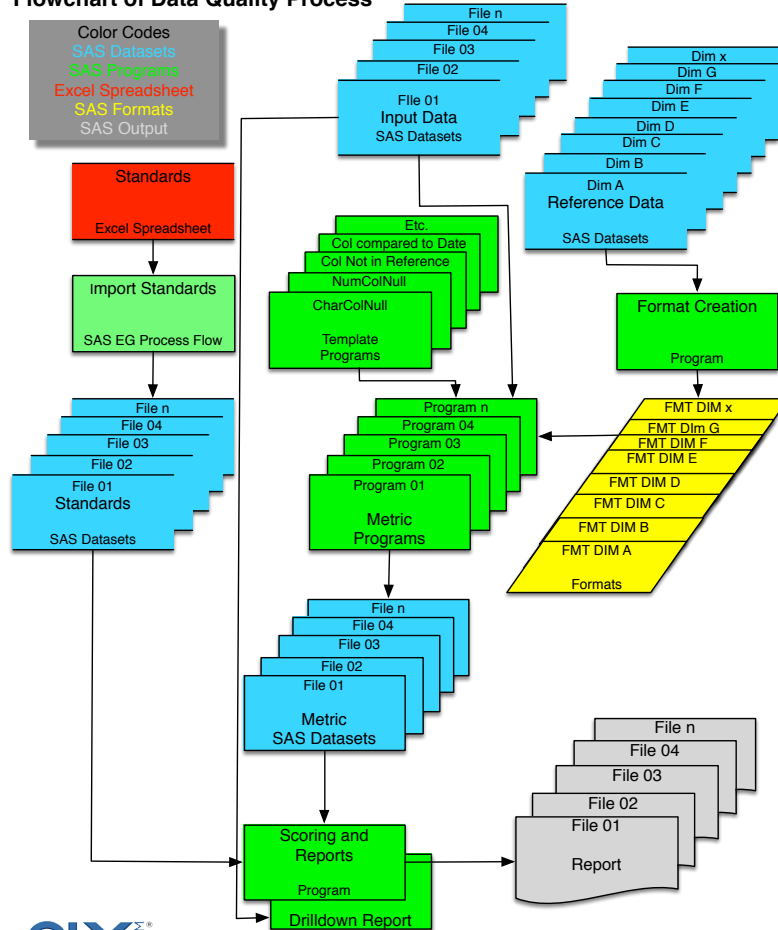 Flowchart of Data Quality Process
Color Codes
SAS Datasets
SAS Programs
Excel Spreadsheet
SAS Formats
SAS Output
File n
File 04
File 03
File 02
FIle 01
Input Data
SAS Datasets
Dim x
Dim G
Dim F
Dim E
Dim D
Dim C
Dim B
Dim A
Reference Data
SAS Datasets
Standards
Excel Spreadsheet
Import Standards
SAS EG Process Flow
Etc.
Col compared to Date
Col Not in Reference
NumColNull
CharColNull
Template
Programs
Format Creation
Program
File n
File 04
File 03
File 02
File 01
Standards
SAS Datasets
Program n
Program 04
Program 03
Program 02
Program 01
Metric
Programs
FMT DIM x
FMT DIm G
FMT DIM F
FMT DIM E
FMT DIM D
FMT DIM C
FMT DIM B
FMT DIM A
Formats
File n
File 04
File 03
File 02
File 01
Metric
SAS Datasets
Scoring and
Reports
Program
Drilldown Report
File n
File 04
File 03
File 02
File 01
Report